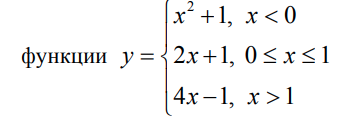 x² + 1, x < 0
функции y = { 2x + 1, 0 ≤ x ≤ 1
4x − 1, x > 1